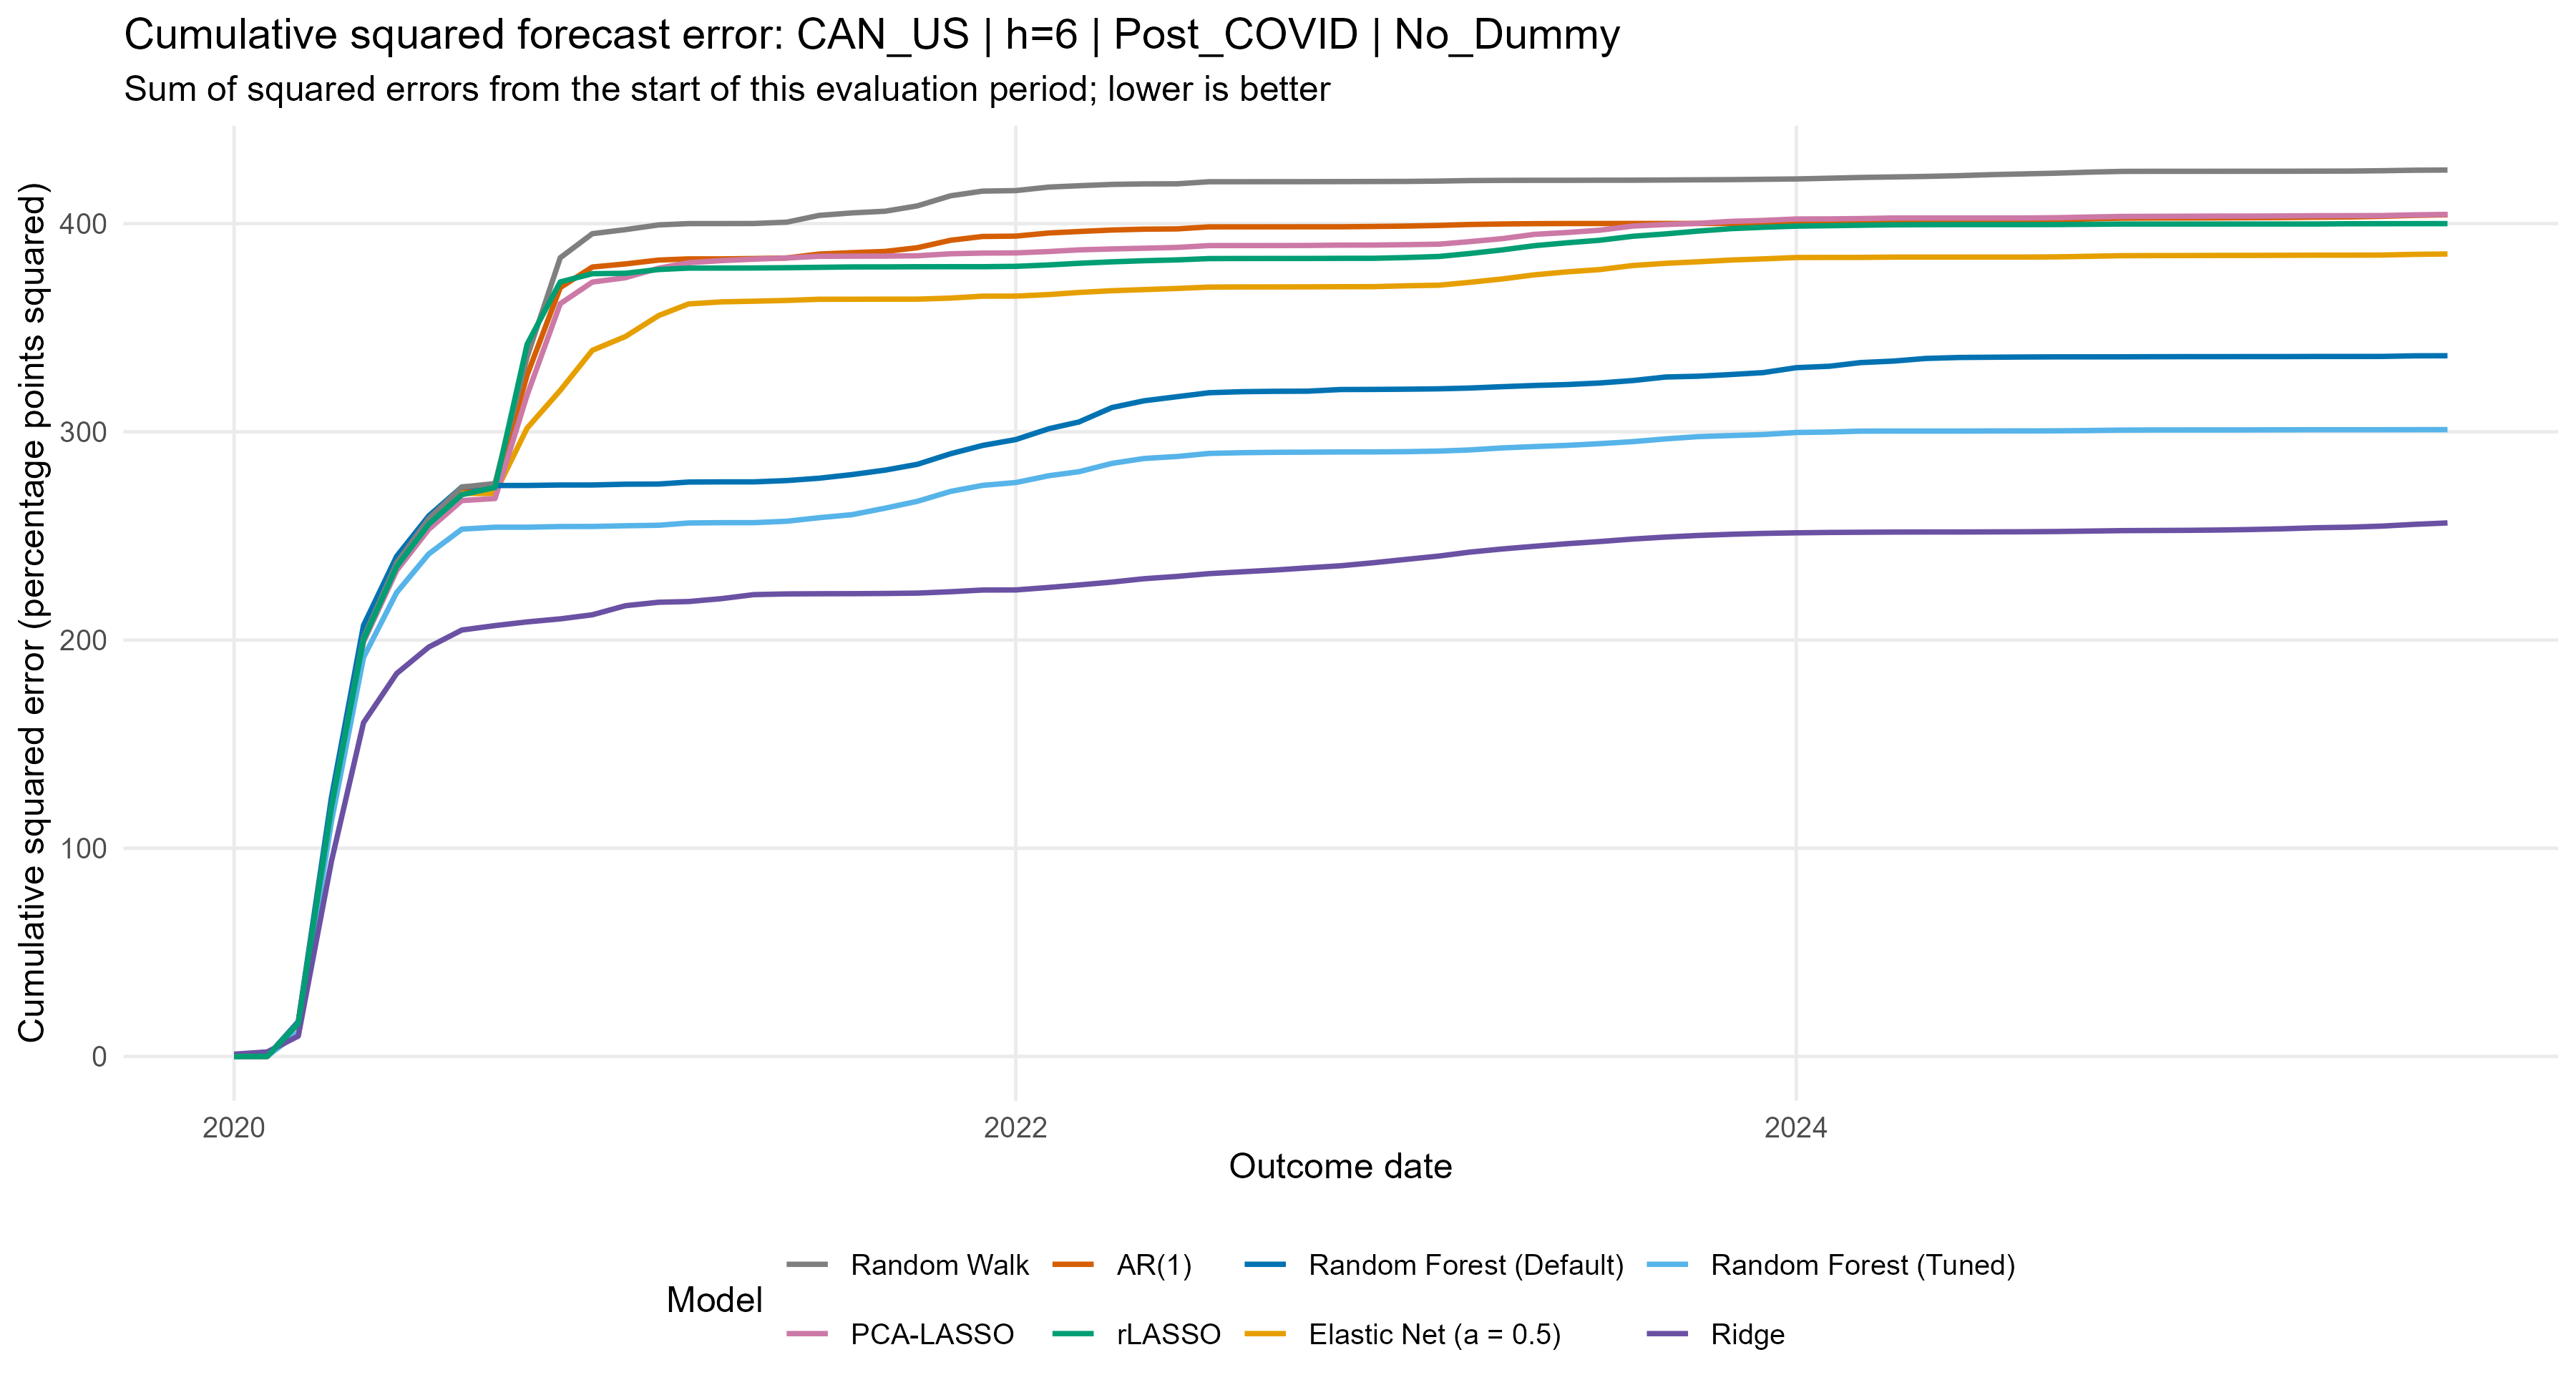 Cumulative squared forecast error: CAN_US | h=6 | Post_COVID | No_Dummy
Sum of squared errors from the start of this evaluation period; lower is better
Cumulative squared error (percentage points squared)
400
300
200
100
0
2020
2022
2024
Outcome date
Model
Random Walk
AR(1)
Random Forest (Default)
Random Forest (Tuned)
PCA-LASSO
rLASSO
Elastic Net (a = 0.5)
Ridge